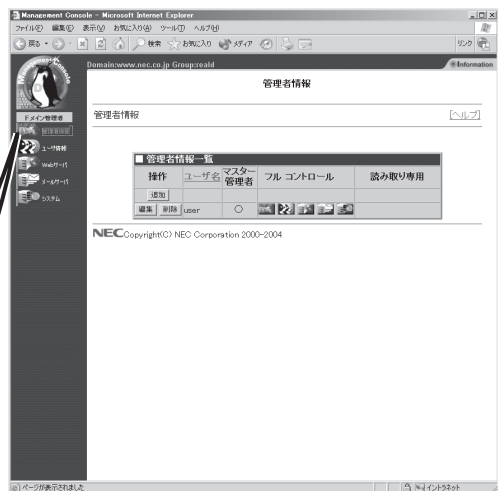 Management Console - Microsoft Internet Explorer
ファイル(F) 編集(E) 表示(V) お気に入り(A) ツール(T) ヘルプ(H)
戻る 検索 お気に入り メディア リンク
Domain:www.nec.co.jp Group:reald Information
Management Console
ドメイン管理者
管理者情報
ユーザ情報
Webサーバ
メールサーバ
システム
管理者情報
管理者情報 [ヘルプ]
■ 管理者情報一覧
操作 ユーザ名 マスター管理者 フル コントロール 読み取り専用
追加
編集 削除 user ○
NEC Copyright(C) NEC Corporation 2000-2004
ページが表示されました イントラネット